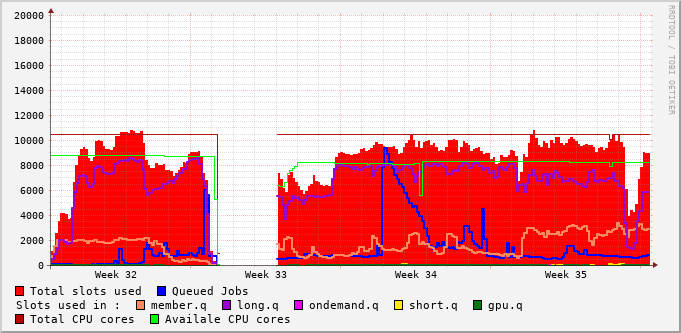 RRDTOOL / TOBI OETIKER
20000
18000
16000
14000
12000
10000
8000
6000
4000
2000
0
Week 32 Week 33 Week 34 Week 35
Total slots used Queued Jobs
Slots used in : member.q long.q ondemand.q short.q gpu.q
Total CPU cores Availale CPU cores